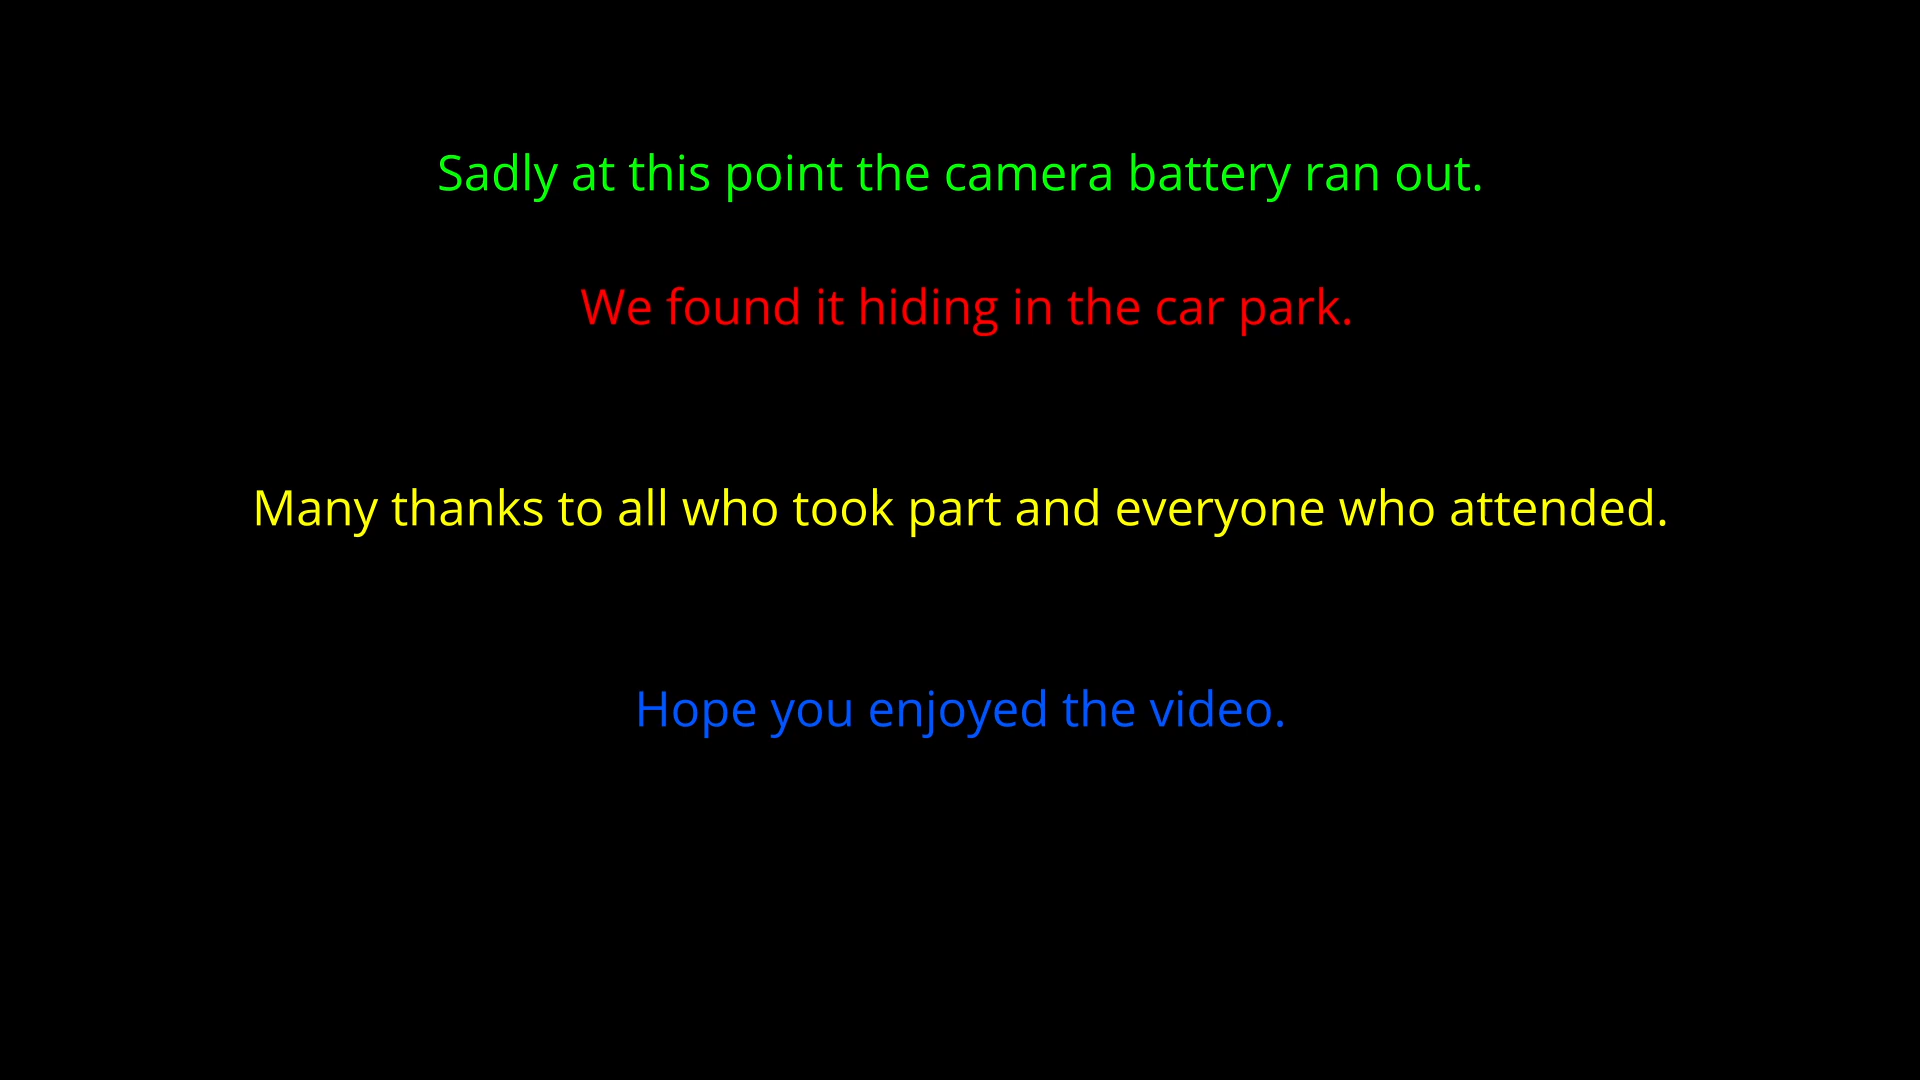 Sadly at this point the camera battery ran out.
We found it hiding in the car park.
Many thanks to all who took part and everyone who attended.
Hope you enjoyed the video.